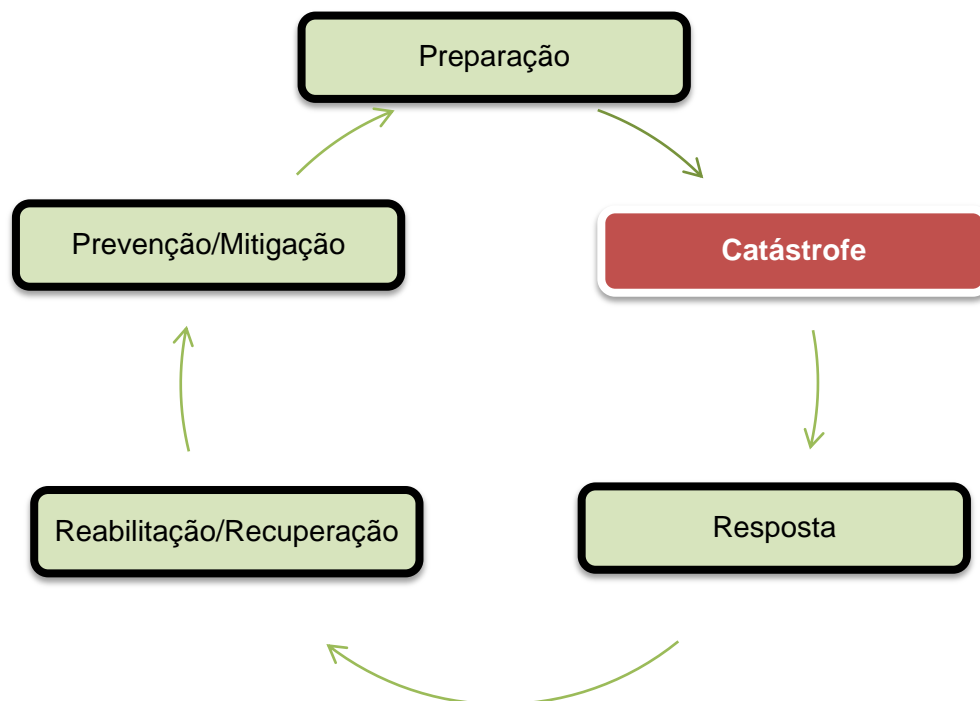 Preparação
Prevenção/Mitigação
Catástrofe
Reabilitação/Recuperação
Resposta